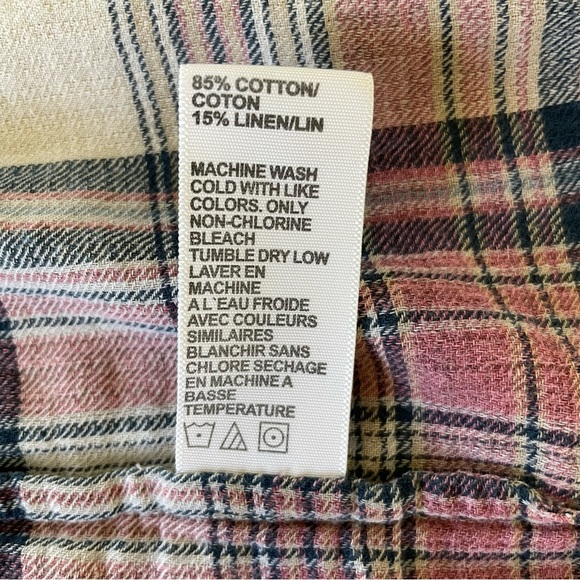 85% COTTON/
COTON
15% LINEN/LIN
MACHINE WASH
COLD WITH LIKE
COLORS. ONLY
NON-CHLORINE
BLEACH
TUMBLE DRY LOW
LAVER EN
MACHINE
A L`EAU FROIDE
AVEC COULEURS
SIMILAIRES
BLANCHIR SANS
CHLORE SECHAGE
EN MACHINE A
BASSE
TEMPERATURE